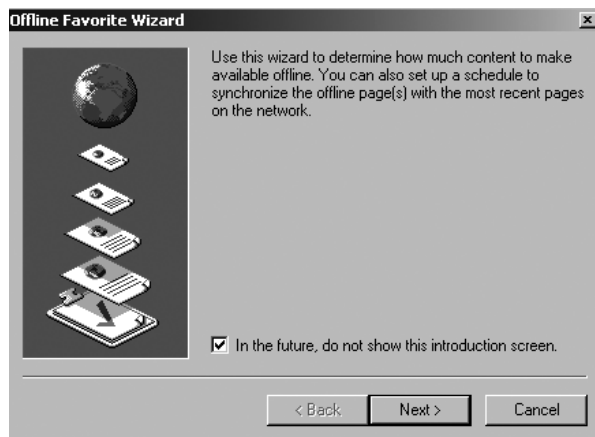 Offline Favorite Wizard
Use this wizard to determine how much content to make
available offline. You can also set up a schedule to
synchronize the offline page(s) with the most recent pages
on the network.
In the future, do not show this introduction screen.
< Back Next > Cancel